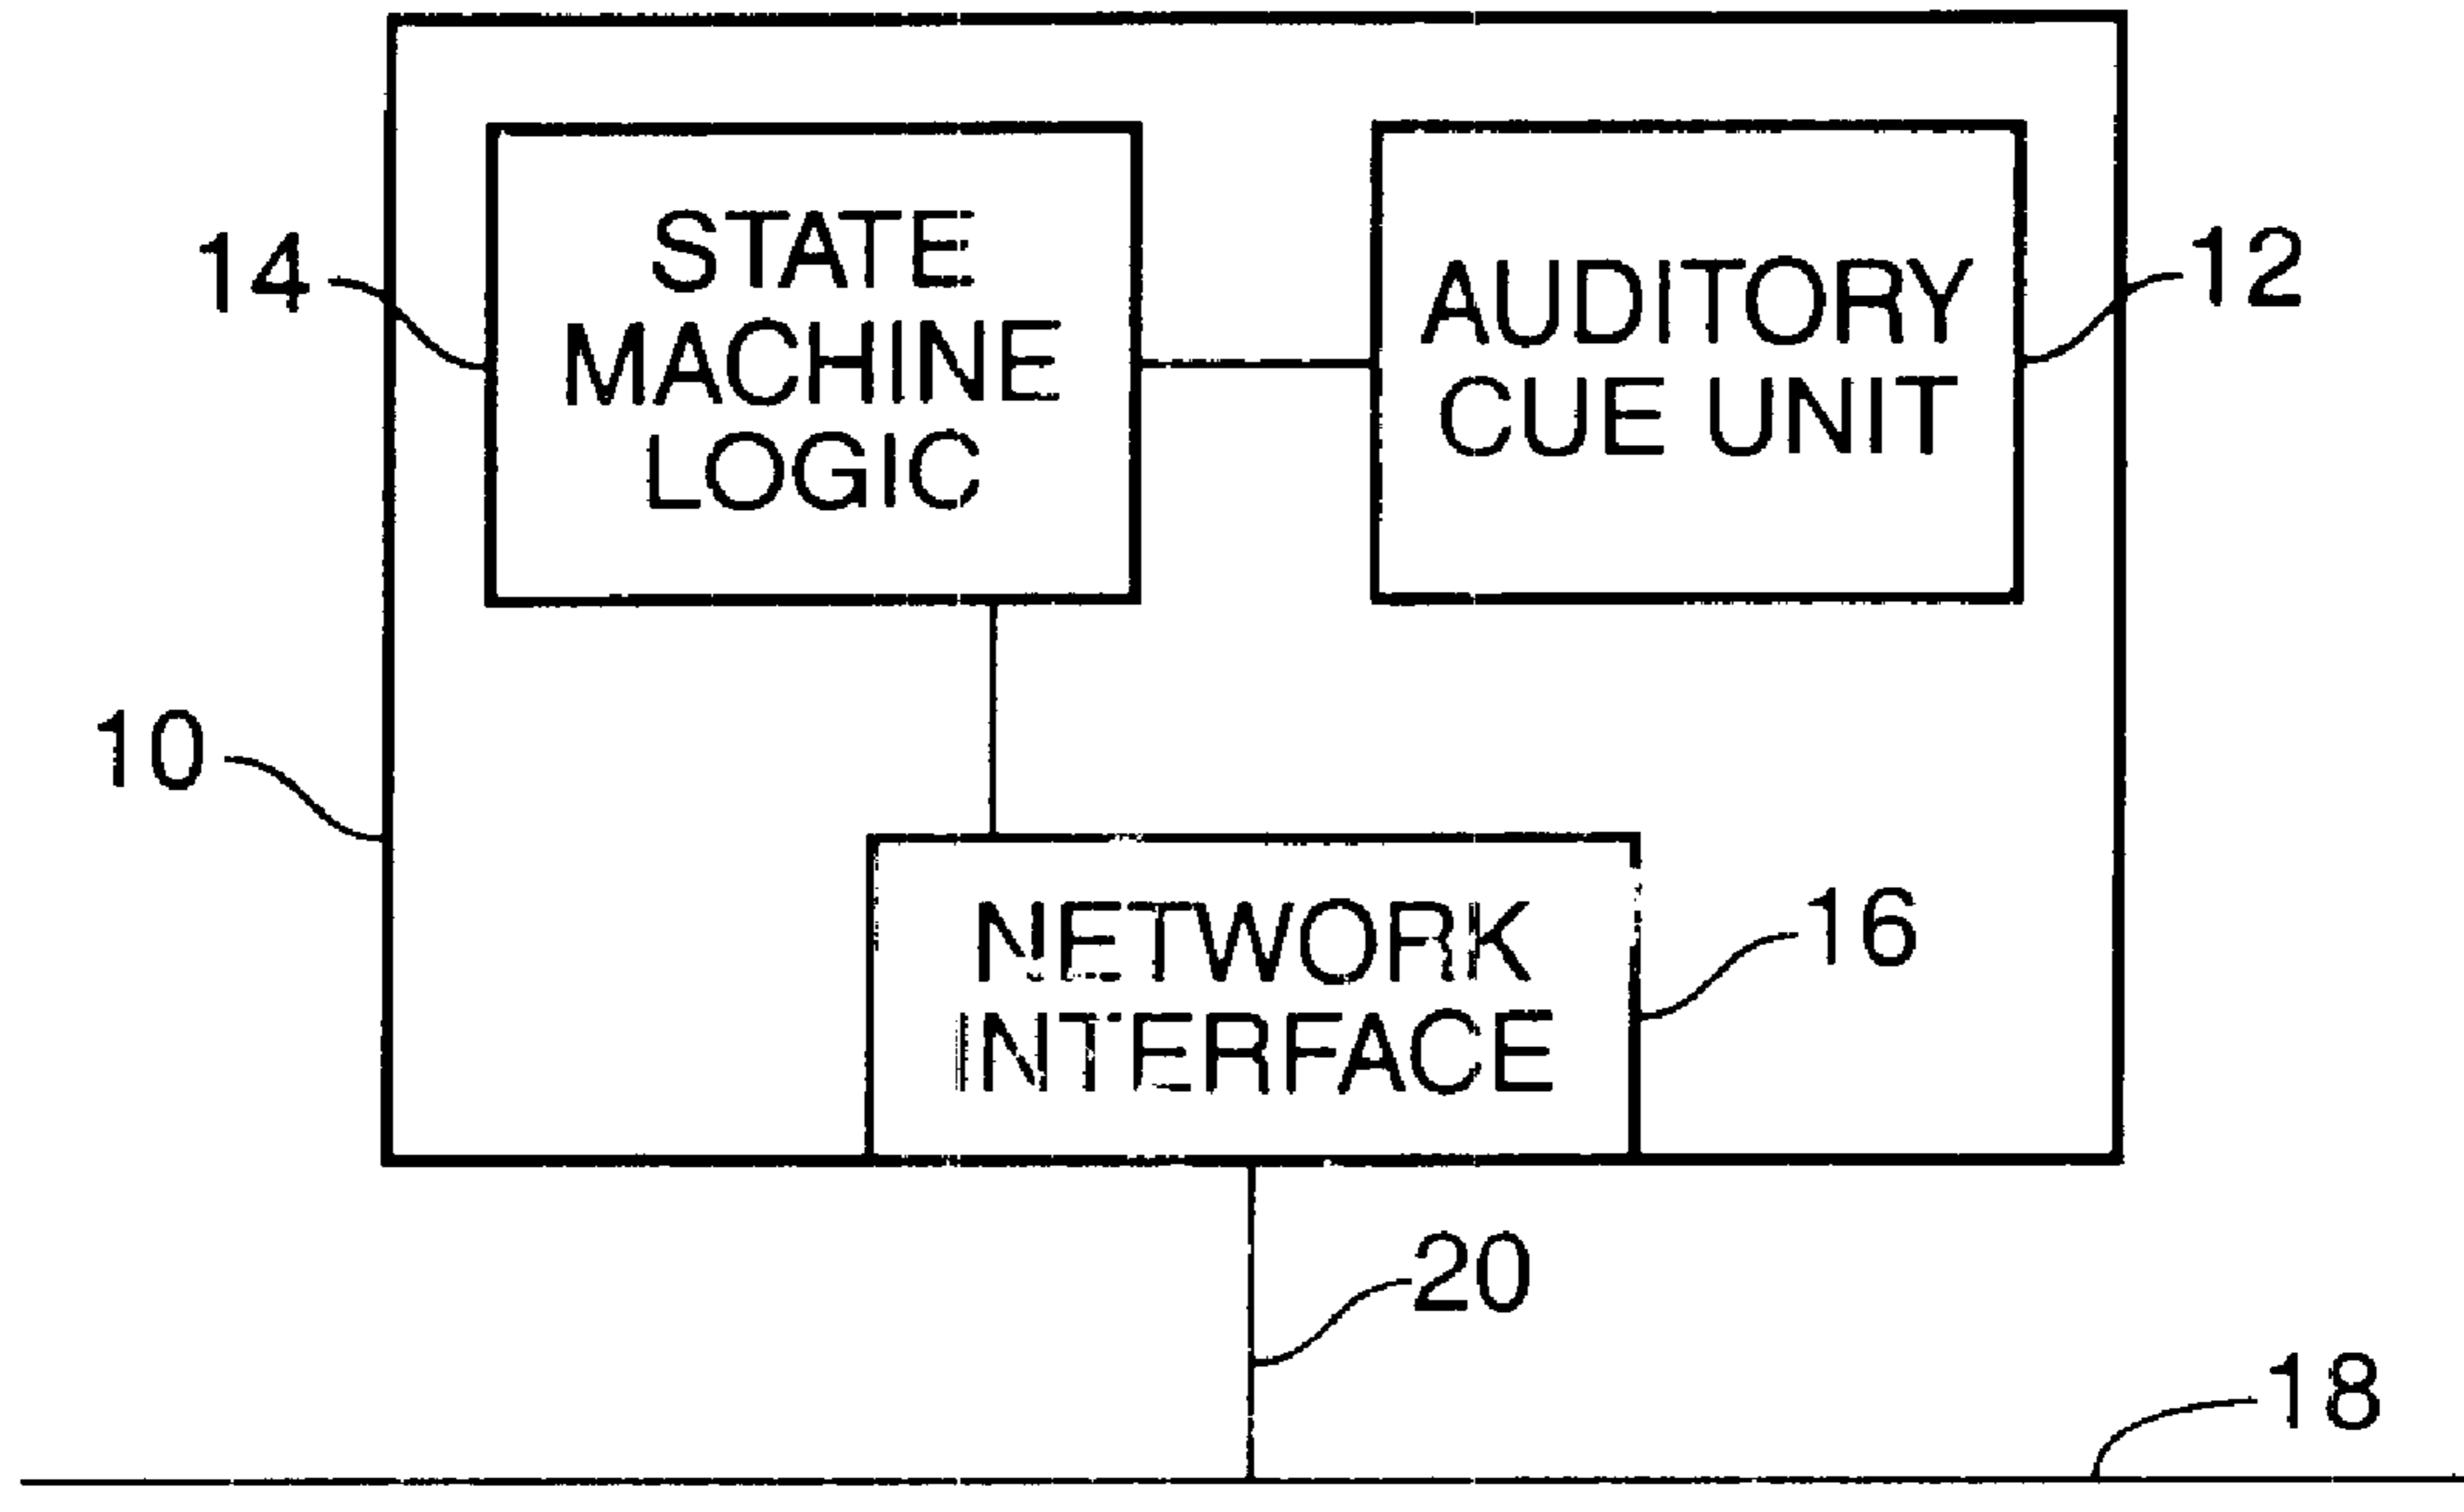 STATE
MACHINE
LOGIC
AUDITORY
CUE UNIT
14
12
10
NETWORK
INTERFACE
16
20
18